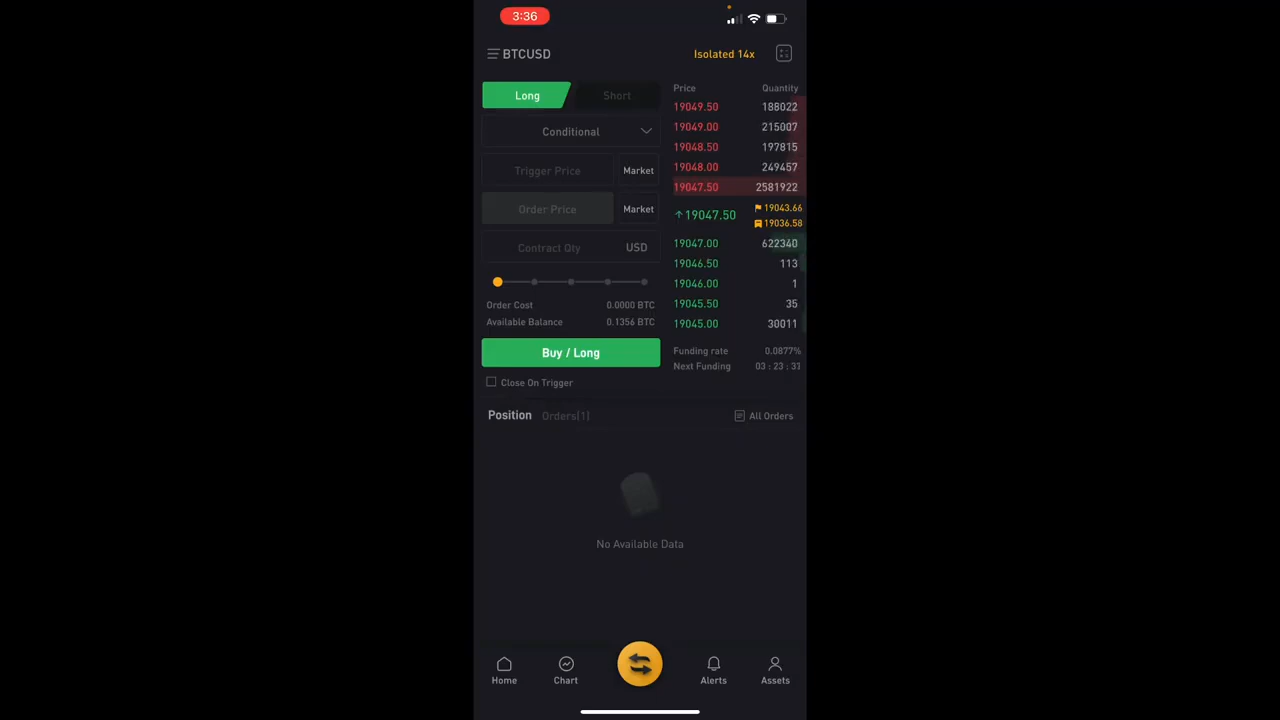 3:36
BTCUSD
Isolated 14x
Long
Short
Conditional
Trigger Price
Market
Order Price
Market
Contract Qty
USD
Order Cost 0.0000 BTC
Available Balance 0.1356 BTC
Buy / Long
Close On Trigger
Price Quantity
19049.50 188022
19049.00 215007
19048.50 197815
19048.00 249457
19047.50 2581922
↑19047.50
19043.66
19036.58
19047.00 622340
19046.50 113
19046.00 1
19045.50 35
19045.00 30011
Funding rate 0.0877%
Next Funding 03 : 23 : 31
Position Orders(1) All Orders
No Available Data
Home Chart Alerts Assets